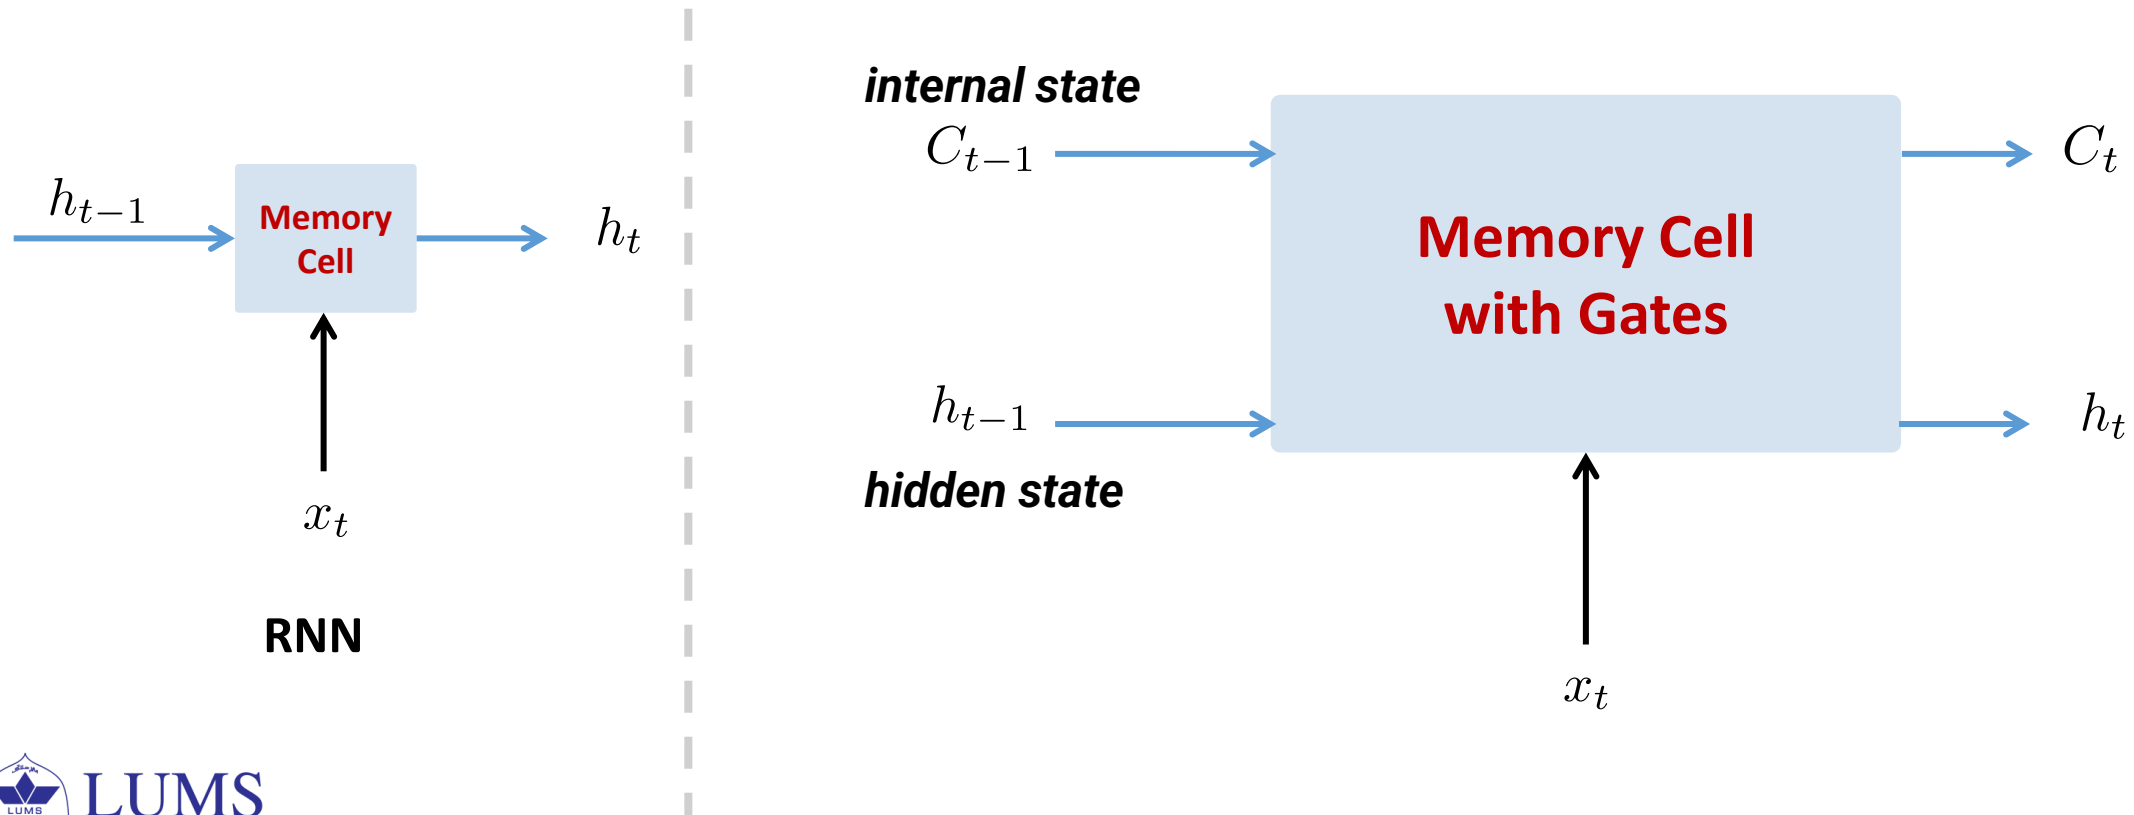 h_{t-1}
Memory
Cell
h_t
x_t
RNN
internal state
C_{t-1}
C_t
Memory Cell
with Gates
h_{t-1}
h_t
hidden state
x_t
LUMS
LUMS